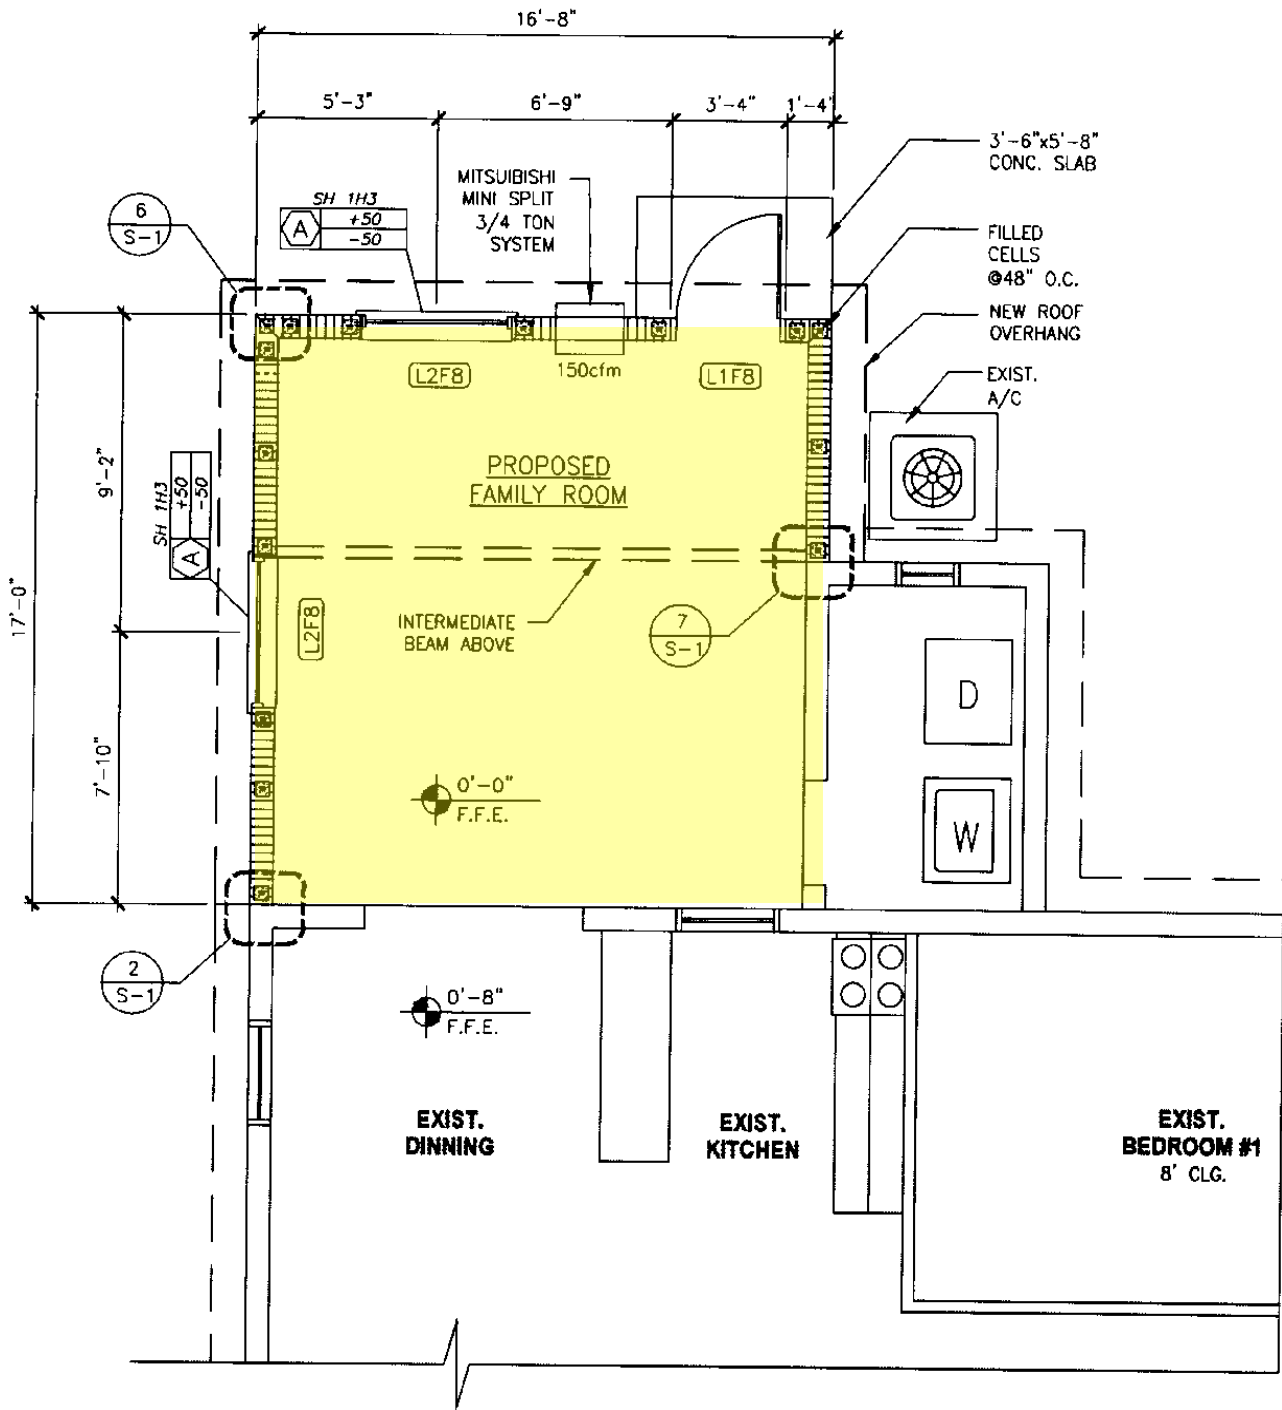 16'-8"
5'-3"
6'-9"
3'-4"
1'-4'
3'-6"x5'-8"
CONC. SLAB
MITSUIBISHI
MINI SPLIT
3/4 TON
SYSTEM
SH 1H3
A
+50
-50
6
S-1
FILLED
CELLS
@48" O.C.
NEW ROOF
OVERHANG
EXIST.
A/C
L2F8
150cfm
L1F8
PROPOSED
FAMILY ROOM
9'-2"
SH 1H3
+50
-50
A
17'-0"
L2F8
INTERMEDIATE
BEAM ABOVE
7
S-1
D
7'-10"
0'-0"
F.F.E.
W
2
S-1
0'-8"
F.F.E.
EXIST.
DINNING
EXIST.
KITCHEN
EXIST.
BEDROOM #1
8' CLG.